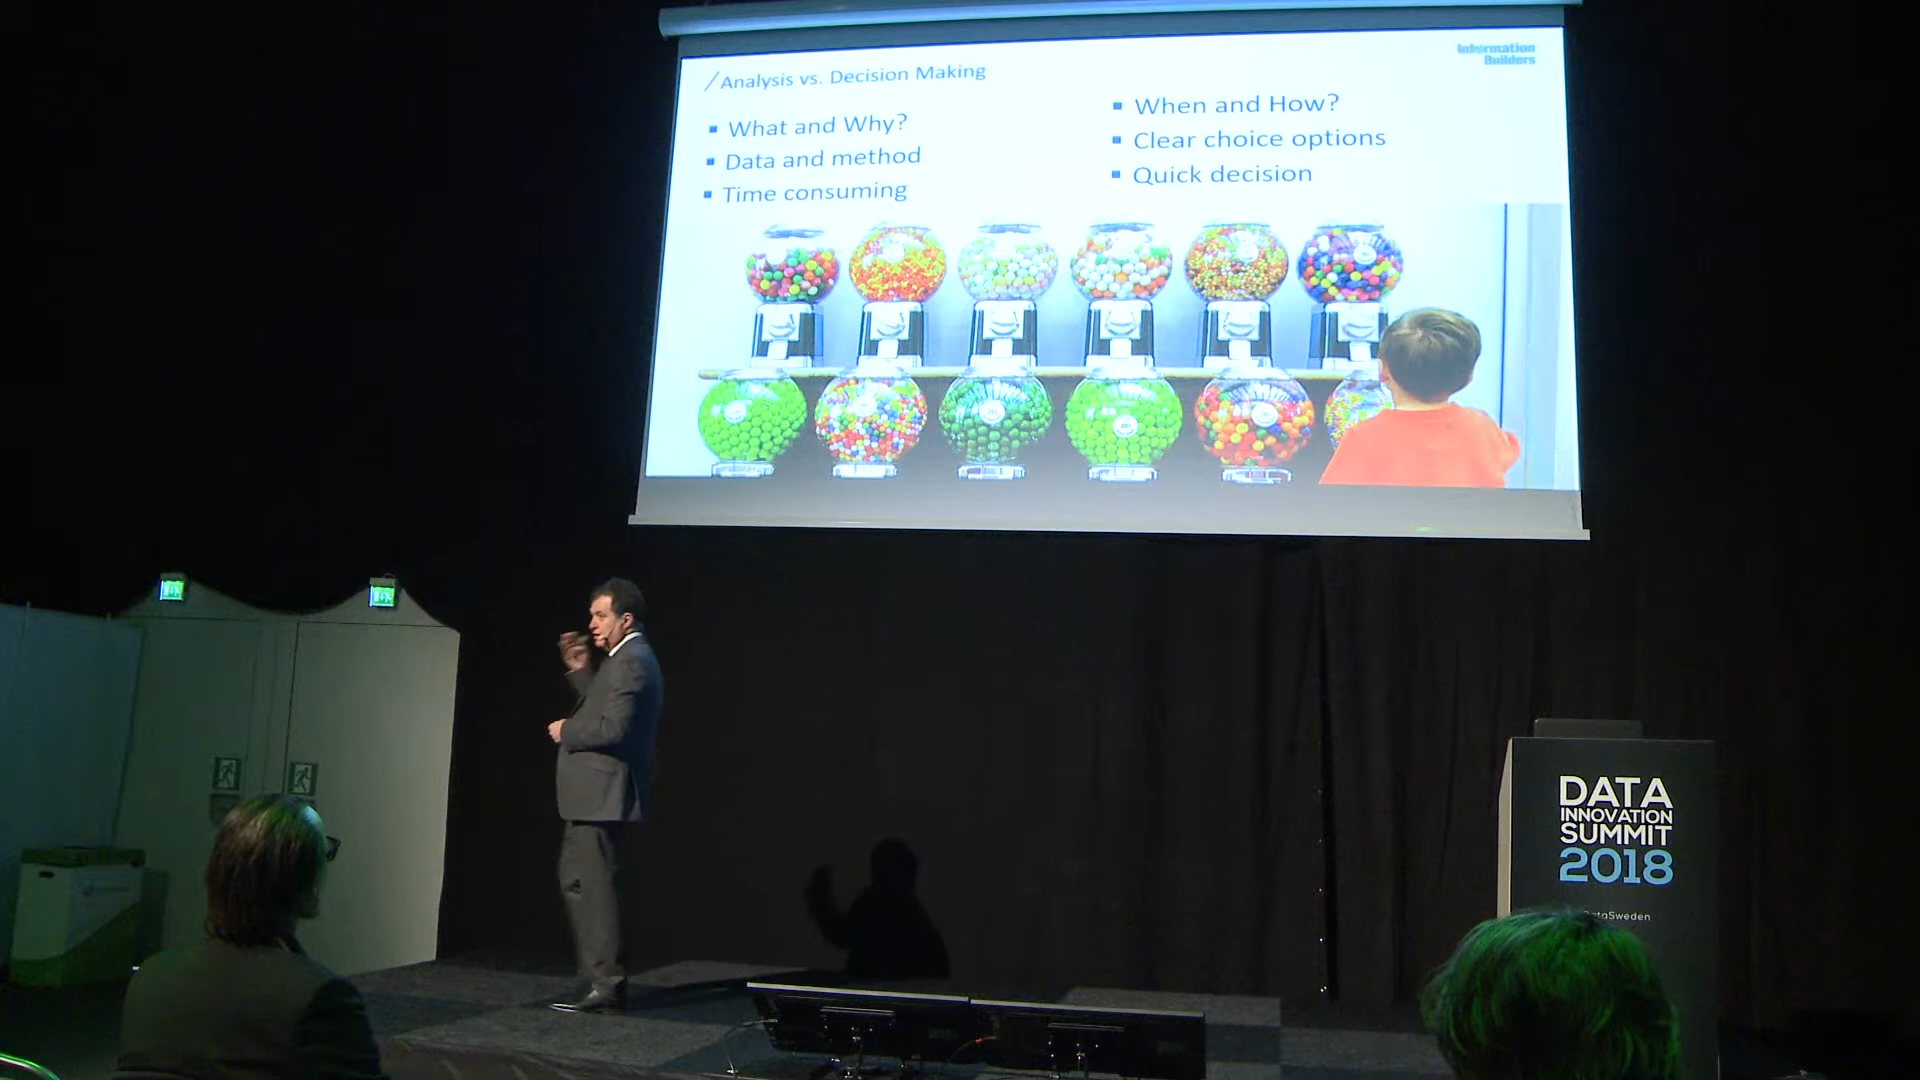 Information
Builders
/Analysis vs. Decision Making
▪ What and Why?
▪ Data and method
▪ Time consuming
▪ When and How?
▪ Clear choice options
▪ Quick decision
DATA
INNOVATION
SUMMIT
2018